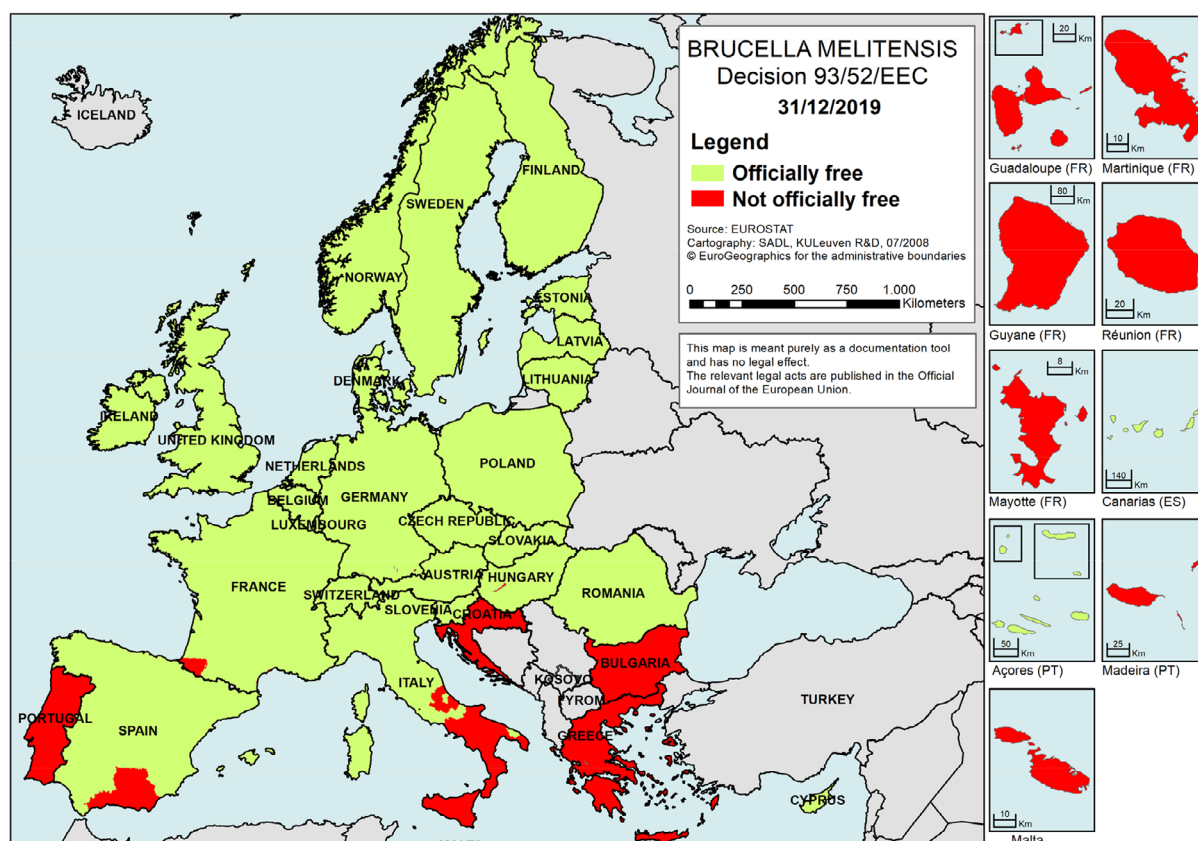 BRUCELLA MELITENSIS
Decision 93/52/EEC
31/12/2019
Legend
Officially free
Not officially free
Source: EUROSTAT
Cartography: SADL, KULeuven R&D, 07/2008
© EuroGeographics for the administrative boundaries
0 250 500 750 1.000
Kilometers
This map is meant purely as a documentation tool
and has no legal effect.
The relevant legal acts are published in the Official
Journal of the European Union.
ICELAND
FINLAND
SWEDEN
NORWAY
ESTONIA
LATVIA
LITHUANIA
DENMARK
IRELAND
UNITED KINGDOM
NETHERLANDS
POLAND
BELGIUM
GERMANY
LUXEMBOURG
CZECH REPUBLIC
SLOVAKIA
AUSTRIA
HUNGARY
FRANCE
SWITZERLAND
ROMANIA
SLOVENIA
CROATIA
BULGARIA
ITALY
KOSOVO
FYROM
TURKEY
PORTUGAL
SPAIN
GREECE
CYPRUS
20
Km
Guadaloupe (FR)
10
Km
Martinique (FR)
80
Km
Guyane (FR)
20
Km
Réunion (FR)
8
Km
Mayotte (FR)
140
Km
Canarias (ES)
50
Km
Açores (PT)
25
Km
Madeira (PT)
10
Km
Malta